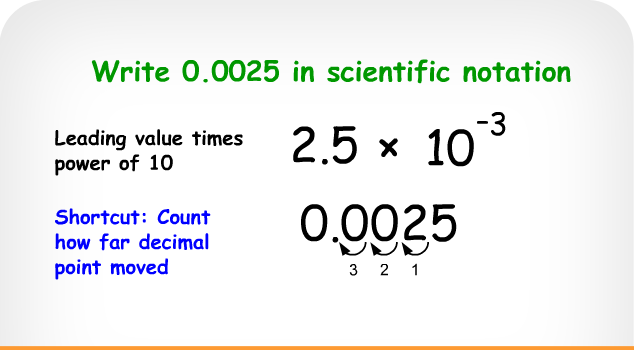 Write 0.0025 in scientific notation
Leading value times
power of 10
2.5 × 10⁻³
Shortcut: Count
how far decimal
point moved
0.0025
3 2 1